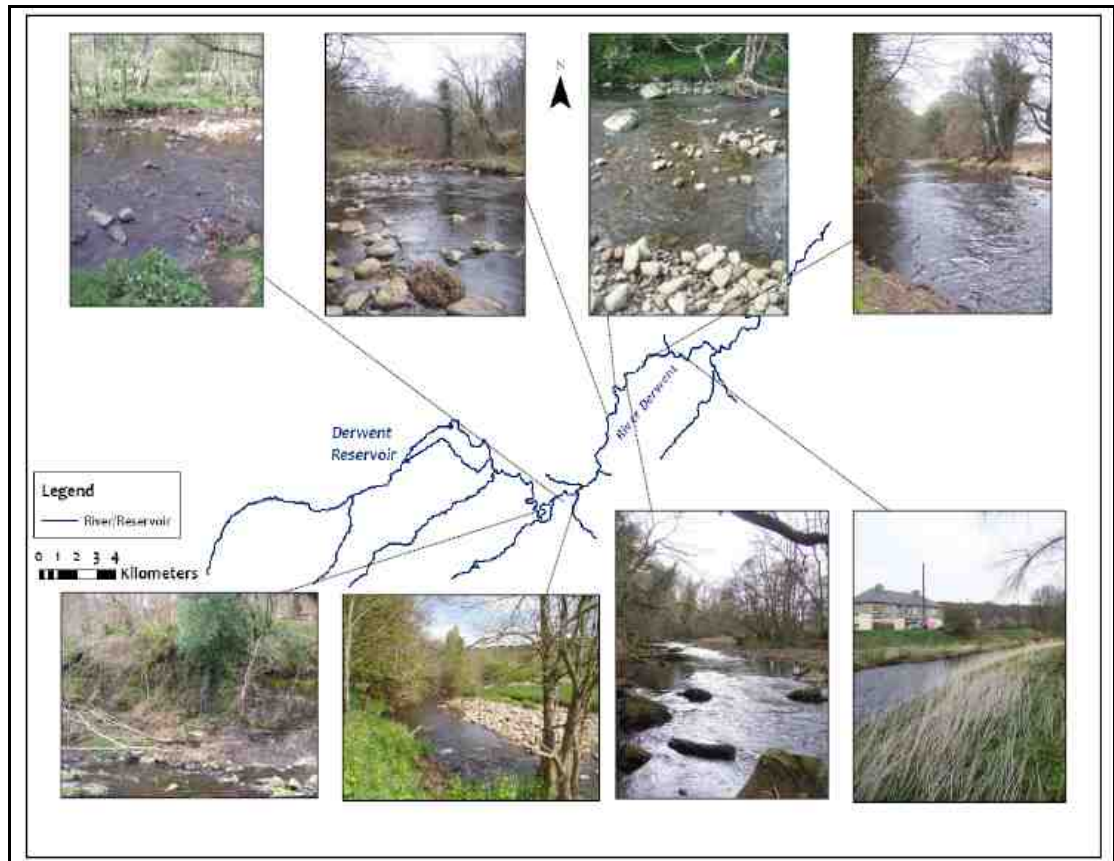 N
River Derwent
Derwent
Reservoir
Legend
River/Reservoir
0 1 2 3 4
Kilometers